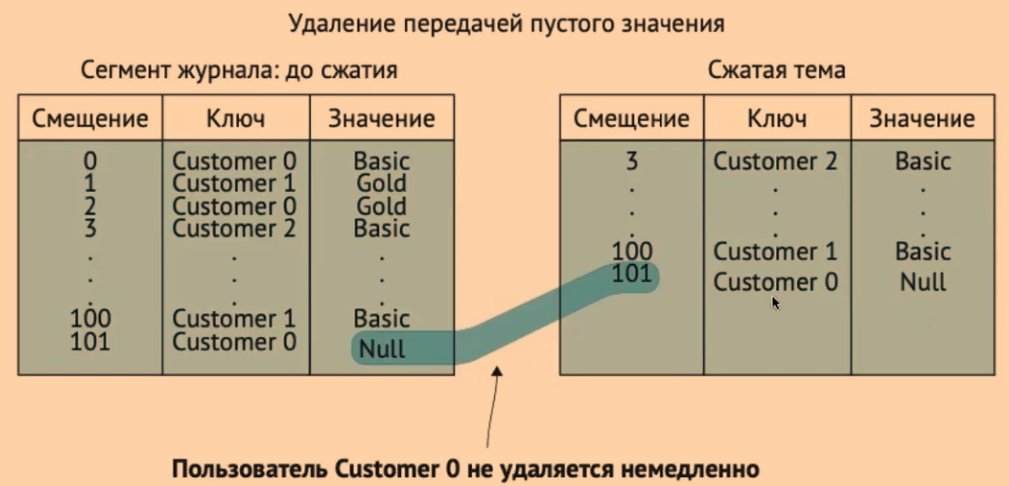 Удаление передачей пустого значения
Сегмент журнала: до сжатия
Смещение Ключ Значение
0 Customer 0 Basic
1 Customer 1 Gold
2 Customer 0 Gold
3 Customer 2 Basic
. . .
. . .
. . .
100 Customer 1 Basic
101 Customer 0 Null
Сжатая тема
Смещение Ключ Значение
3 Customer 2 Basic
. . .
. . .
. . .
100 Customer 1 Basic
101 Customer 0 Null
Пользователь Customer 0 не удаляется немедленно